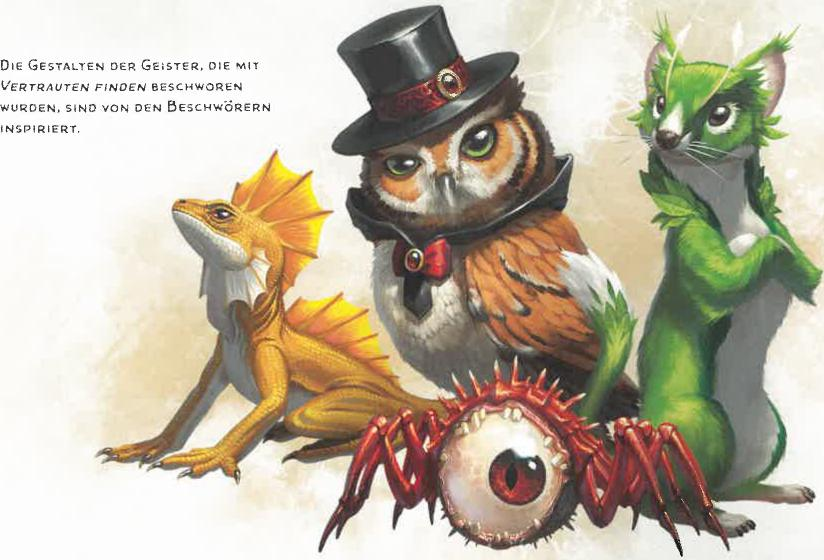 DIE GESTALTEN DER GEISTER, DIE MIT
VERTRAUTEN FINDEN BESCHWOREN
WURDEN, SIND VON DEN BESCHWÖRERN
INSPIRIERT.